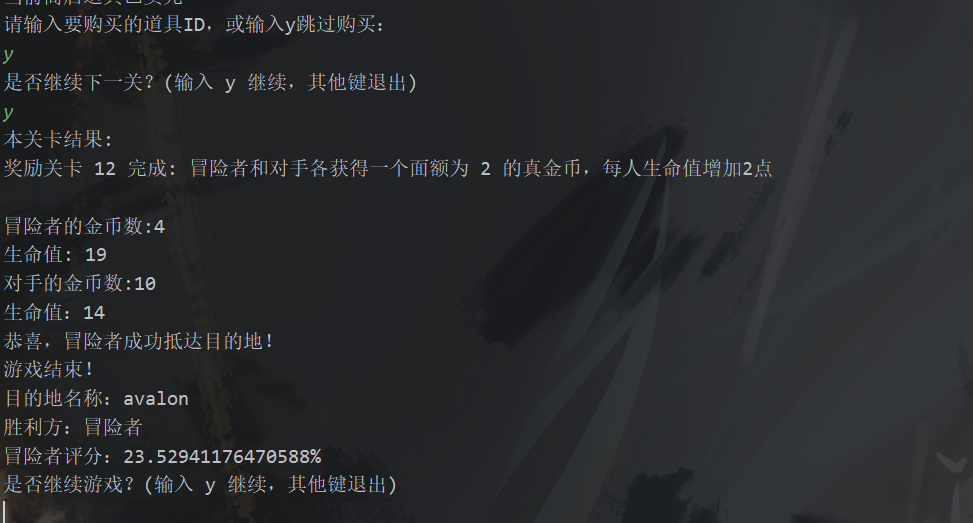 请输入要购买的道具ID，或输入y跳过购买：
y
是否继续下一关？(输入 y 继续，其他键退出)
y
本关卡结果:
奖励关卡 12 完成: 冒险者和对手各获得一个面额为 2 的真金币，每人生命值增加2点
冒险者的金币数:4
生命值: 19
对手的金币数:10
生命值: 14
恭喜，冒险者成功抵达目的地！
游戏结束！
目的地名称：avalon
胜利方：冒险者
冒险者评分：23.52941176470588%
是否继续游戏？(输入 y 继续，其他键退出)